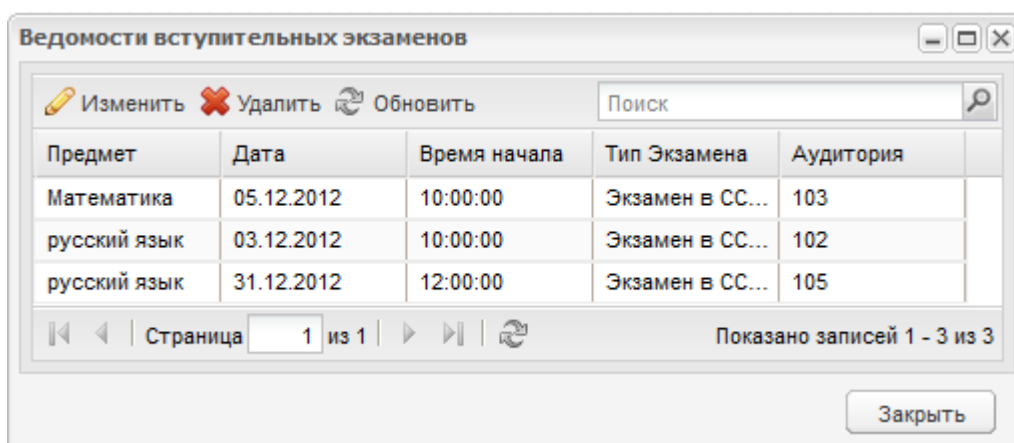 Ведомости вступительных экзаменов
Изменить Удалить Обновить Поиск
Предмет Дата Время начала Тип Экзамена Аудитория
Математика 05.12.2012 10:00:00 Экзамен в СС... 103
русский язык 03.12.2012 10:00:00 Экзамен в СС... 102
русский язык 31.12.2012 12:00:00 Экзамен в СС... 105
Страница 1 из 1 Показано записей 1 - 3 из 3
Закрыть